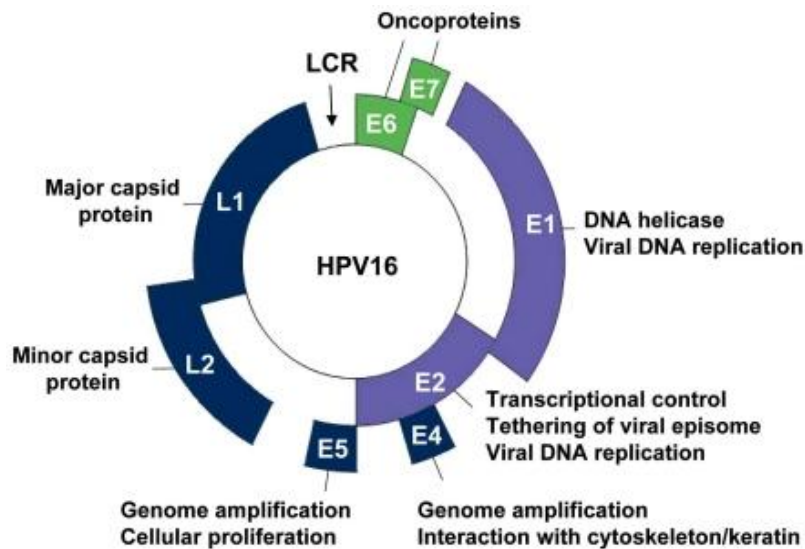 Oncoproteins
LCR
E7
E6
Major capsid
protein
L1
E1
DNA helicase
Viral DNA replication
HPV16
Minor capsid
protein
L2
E2
Transcriptional control
Tethering of viral episome
Viral DNA replication
E5
E4
Genome amplification
Cellular proliferation
Genome amplification
Interaction with cytoskeleton/keratin